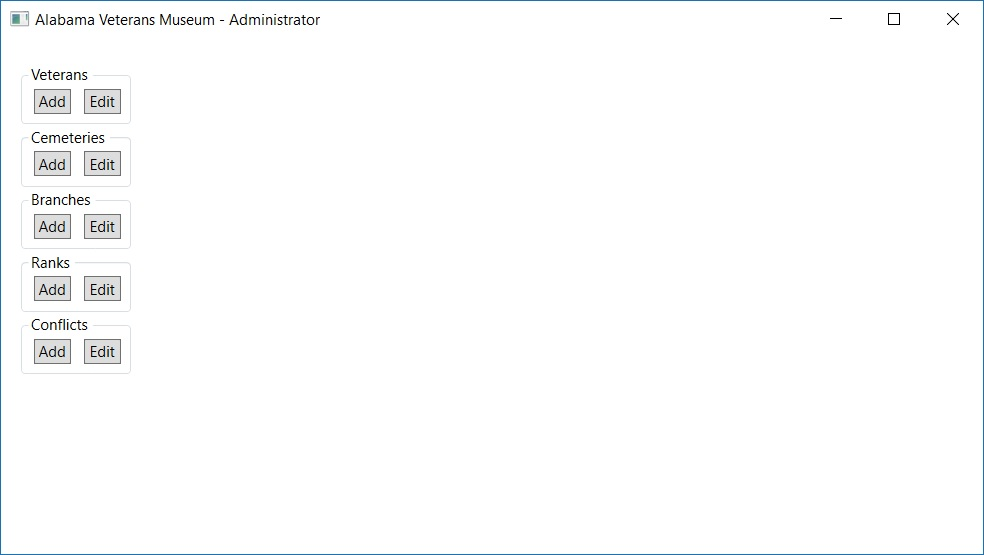 Alabama Veterans Museum - Administrator
Veterans
Add Edit
Cemeteries
Add Edit
Branches
Add Edit
Ranks
Add Edit
Conflicts
Add Edit